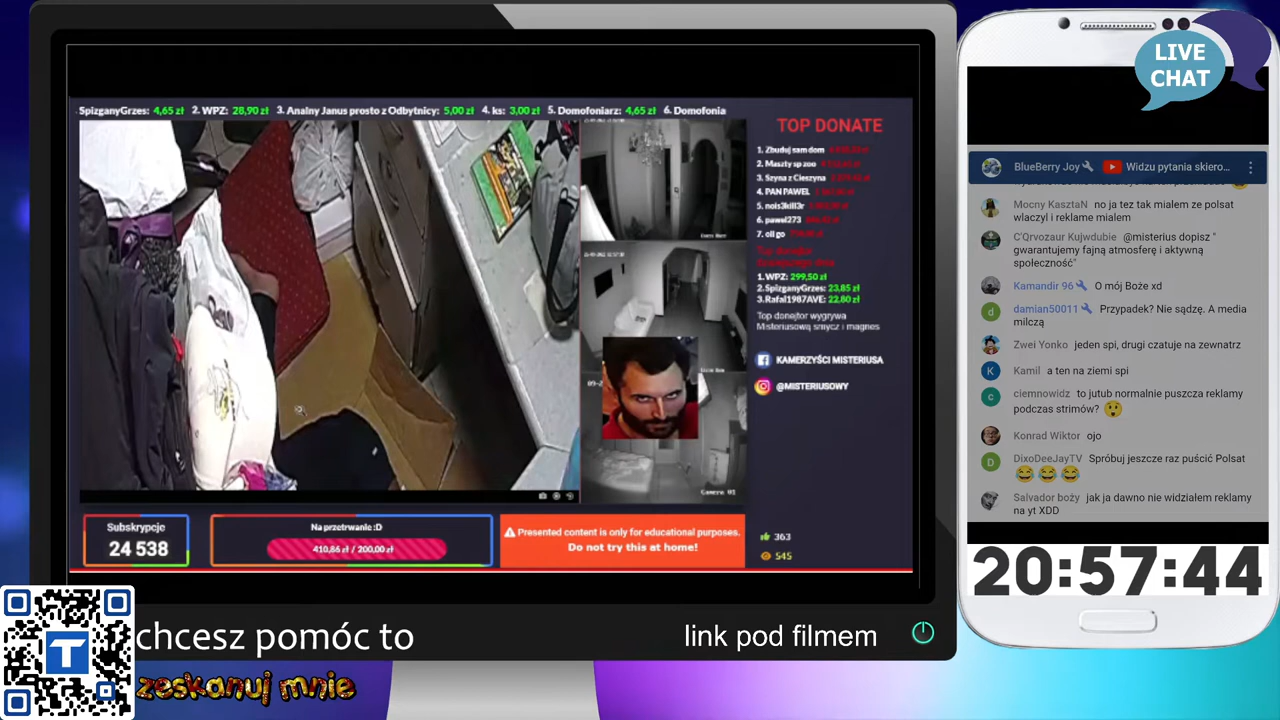 SpizganyGrzes: 4,65 zł 2. WPZ: 28,90 zł 3. Analny Janus prosto z Odbytnicy: 5,00 zł 4. ks: 3,00 zł 5. Domofoniarz: 4,65 zł 6. Domofonia
TOP DONATE
1. Zbuduj sam dom
2. Maszty sp zoo
3. Szyna z Cieszyna
4. PAN PAWEL
5. nois3kill3r
6. pawel273
7. oli go
1. WPZ: 299,50 zł
2. SpizganyGrzes: 23,85 zł
3. Rafal1987AVE: 22,80 zł
Top donejtor wygrywa
Misteriusową smycz i magnes
KAMERZYŚCI MISTERIUSA
@MISTERIUSOWY
Camera 01
Subskrypcje
24 538
Na przetrwanie :D
410,86 zł / 200,00 zł
Presented content is only for educational purposes.
Do not try this at home!
363
545
chcesz pomóc to
link pod filmem
zeskanuj mnie
T
LIVE
CHAT
BlueBerry Joy Widzu pytania skiero...
Mocny KasztaN no ja tez tak mialem ze polsat
wlaczyl i reklame mialem
C'Qrvozaur Kujwdubie @misterius dopisz "
gwarantujemy fajną atmosferę i aktywną
społeczność"
Kamandir 96 O mój Boże xd
damian50011 Przypadek? Nie sądzę. A media
milczą
Zwei Yonko jeden spi, drugi czatuje na zewnatrz
Kamil a ten na ziemi spi
ciemnowidz to jutub normalnie puszcza reklamy
podczas strimów?
Konrad Wiktor ojo
DixoDeeJayTV Spróbuj jeszcze raz puścić Polsat
Salvador boży jak ja dawno nie widziałem reklamy
na yt XDD
20:57:44